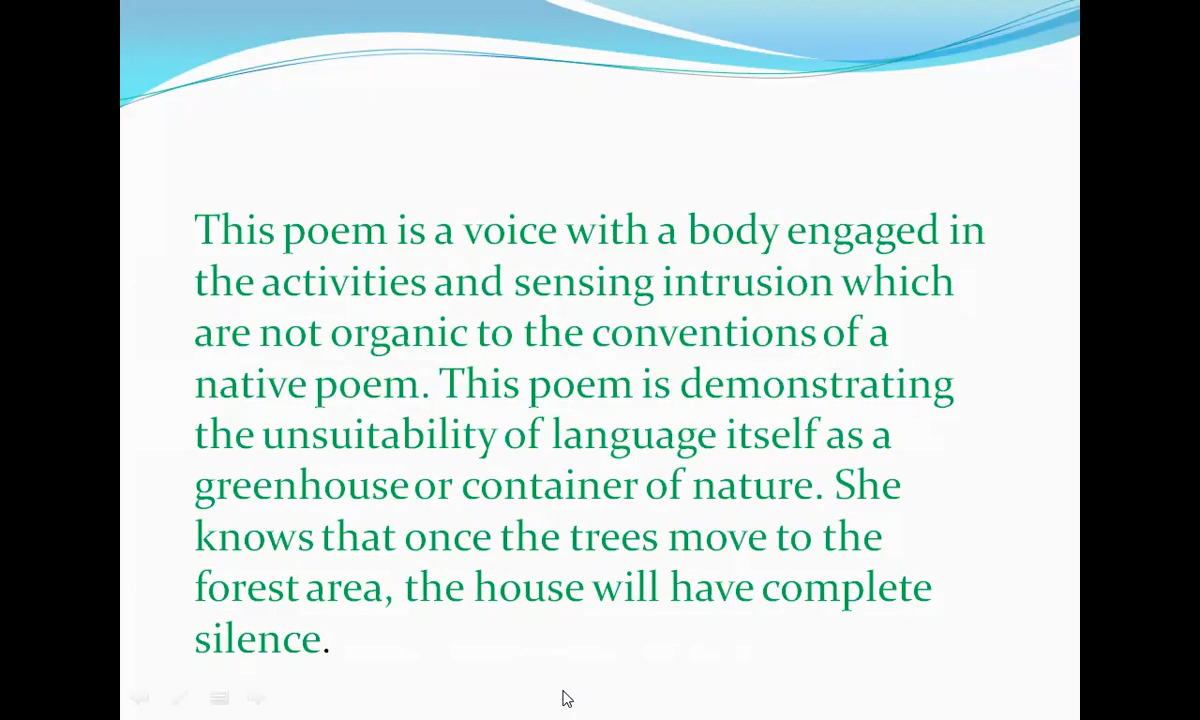 This poem is a voice with a body engaged in
the activities and sensing intrusion which
are not organic to the conventions of a
native poem. This poem is demonstrating
the unsuitability of language itself as a
greenhouse or container of nature. She
knows that once the trees move to the
forest area, the house will have complete
silence.